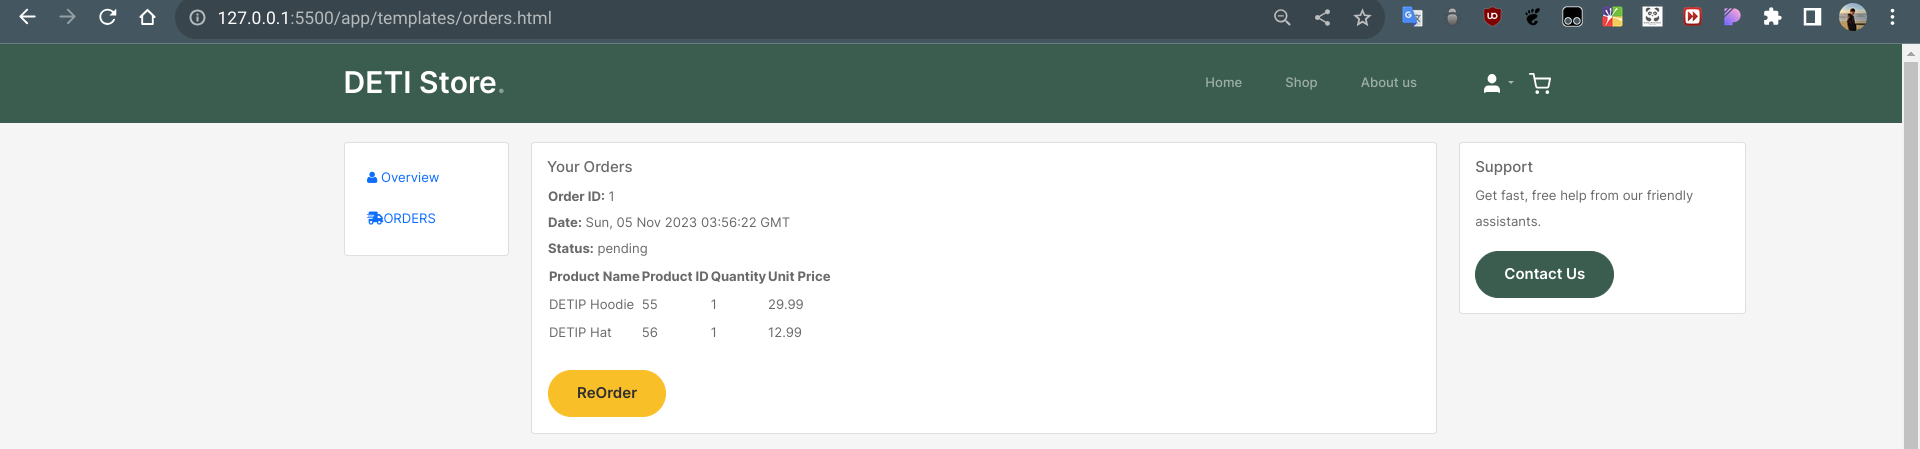 127.0.0.1:5500/app/templates/orders.html
DETI Store.
Home Shop About us
Overview
ORDERS
Your Orders
Order ID: 1
Date: Sun, 05 Nov 2023 03:56:22 GMT
Status: pending
Product Name Product ID Quantity Unit Price
DETIP Hoodie 55 1 29.99
DETIP Hat 56 1 12.99
ReOrder
Support
Get fast, free help from our friendly
assistants.
Contact Us